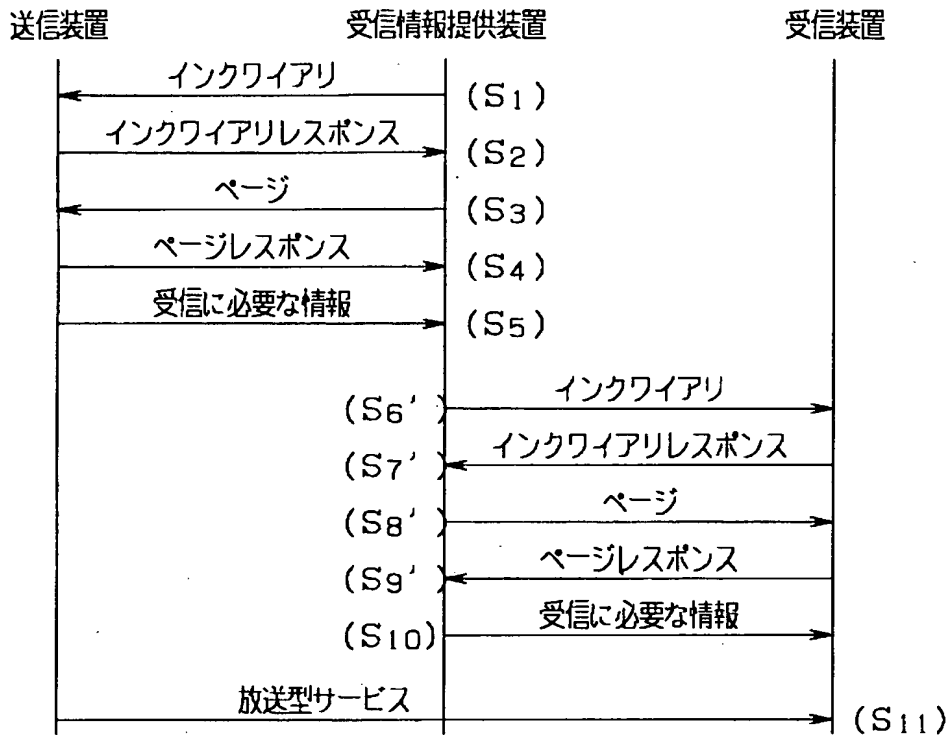 送信装置 受信情報提供装置 受信装置
インクワイアリ (S1)
インクワイアリレスポンス (S2)
ページ (S3)
ページレスポンス (S4)
受信に必要な情報 (S5)
(S6') インクワイアリ
(S7') インクワイアリレスポンス
(S8') ページ
(S9') ページレスポンス
(S10) 受信に必要な情報
放送型サービス (S11)